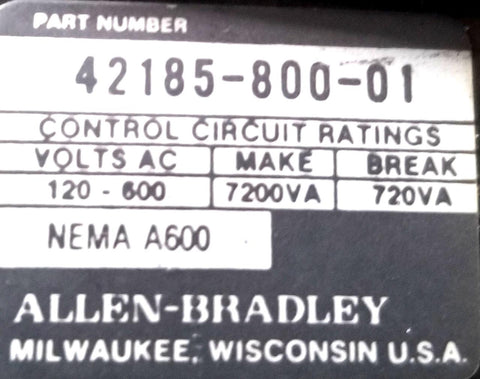 PART NUMBER
42185-800-01
CONTROL CIRCUIT RATINGS
VOLTS AC MAKE BREAK
120 - 600 7200VA 720VA
NEMA A600
ALLEN-BRADLEY
MILWAUKEE, WISCONSIN U.S.A.